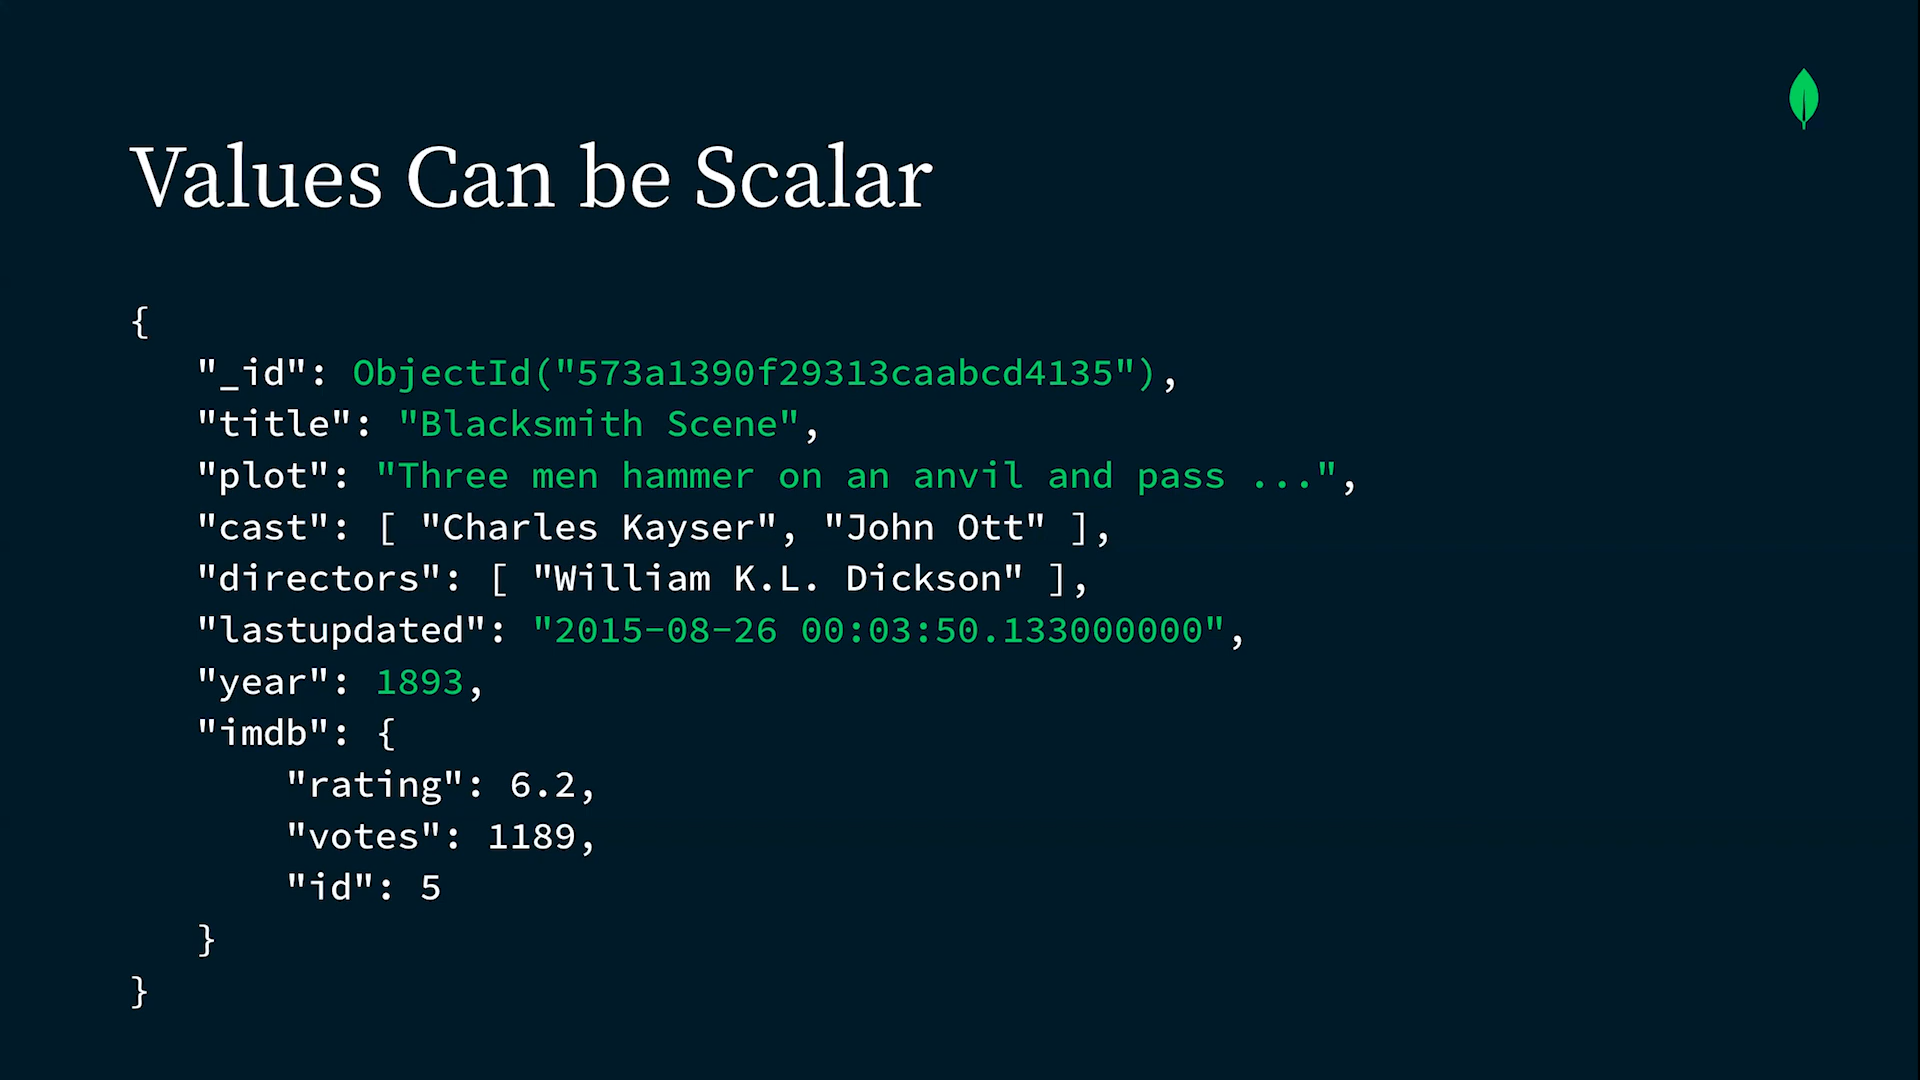 Values Can be Scalar
{
"_id": ObjectId("573a1390f29313caabcd4135"),
"title": "Blacksmith Scene",
"plot": "Three men hammer on an anvil and pass ...",
"cast": [ "Charles Kayser", "John Ott" ],
"directors": [ "William K.L. Dickson" ],
"lastupdated": "2015-08-26 00:03:50.133000000",
"year": 1893,
"imdb": {
"rating": 6.2,
"votes": 1189,
"id": 5
}
}